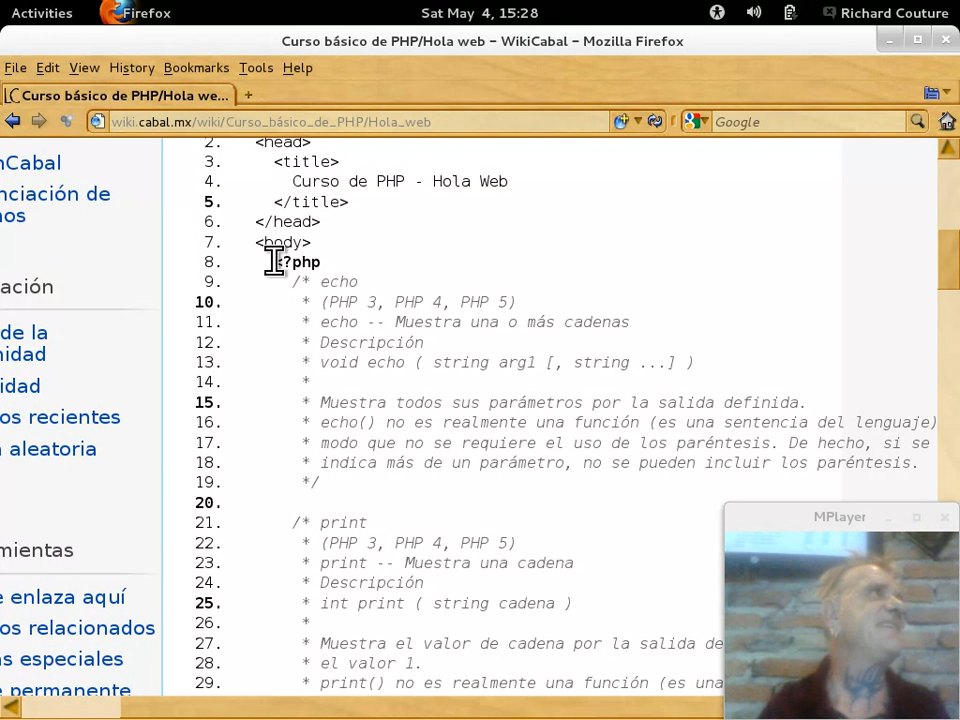 Activities Firefox Sat May 4, 15:28 Richard Couture
Curso básico de PHP/Hola web - WikiCabal - Mozilla Firefox
File Edit View History Bookmarks Tools Help
Curso básico de PHP/Hola we... +
wiki.cabal.mx/wiki/Curso_básico_de_PHP/Hola_web Google
nCabal
nciación de
nos
ación
de la
nidad
idad
os recientes
n aleatoria
mientas
e enlaza aquí
os relacionados
as especiales
e permanente
2. <head>
3. <title>
4. Curso de PHP - Hola Web
5. </title>
6. </head>
7. <body>
8. <?php
9. /* echo
10. * (PHP 3, PHP 4, PHP 5)
11. * echo -- Muestra una o más cadenas
12. * Descripción
13. * void echo ( string arg1 [, string ...] )
14. *
15. * Muestra todos sus parámetros por la salida definida.
16. * echo() no es realmente una función (es una sentencia del lenguaje)
17. * modo que no se requiere el uso de los paréntesis. De hecho, si se
18. * indica más de un parámetro, no se pueden incluir los paréntesis.
19. */
20.
21. /* print
22. * (PHP 3, PHP 4, PHP 5)
23. * print -- Muestra una cadena
24. * Descripción
25. * int print ( string cadena )
26. *
27. * Muestra el valor de cadena por la salida de
28. * el valor 1.
29. * print() no es realmente una función (es una
MPlayer